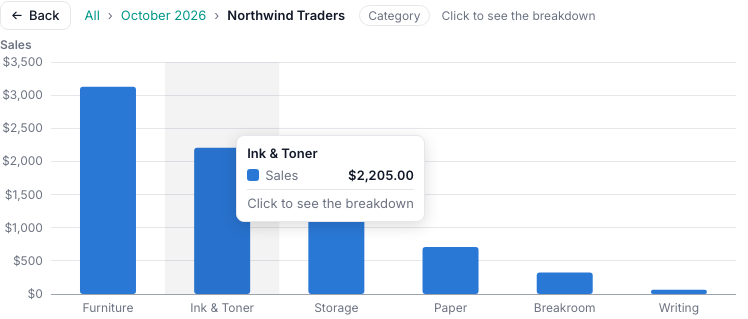 ← Back All › October 2026 › Northwind Traders Category Click to see the breakdown
Sales
$3,500
$3,000
$2,500
$2,000
$1,500
$1,000
$500
$0
Ink & Toner
Sales $2,205.00
Click to see the breakdown
Furniture Ink & Toner Storage Paper Breakroom Writing